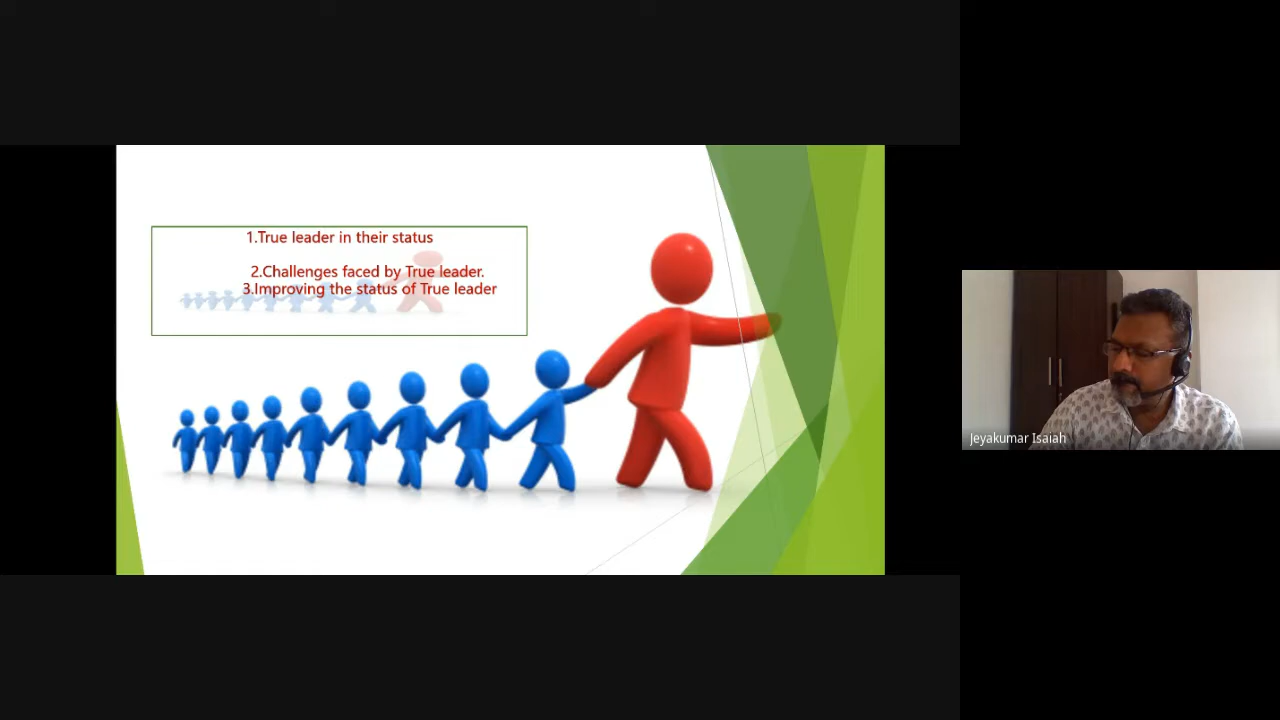 1.True leader in their status
2.Challenges faced by True leader.
3.Improving the status of True leader
Jeyakumar Isaiah